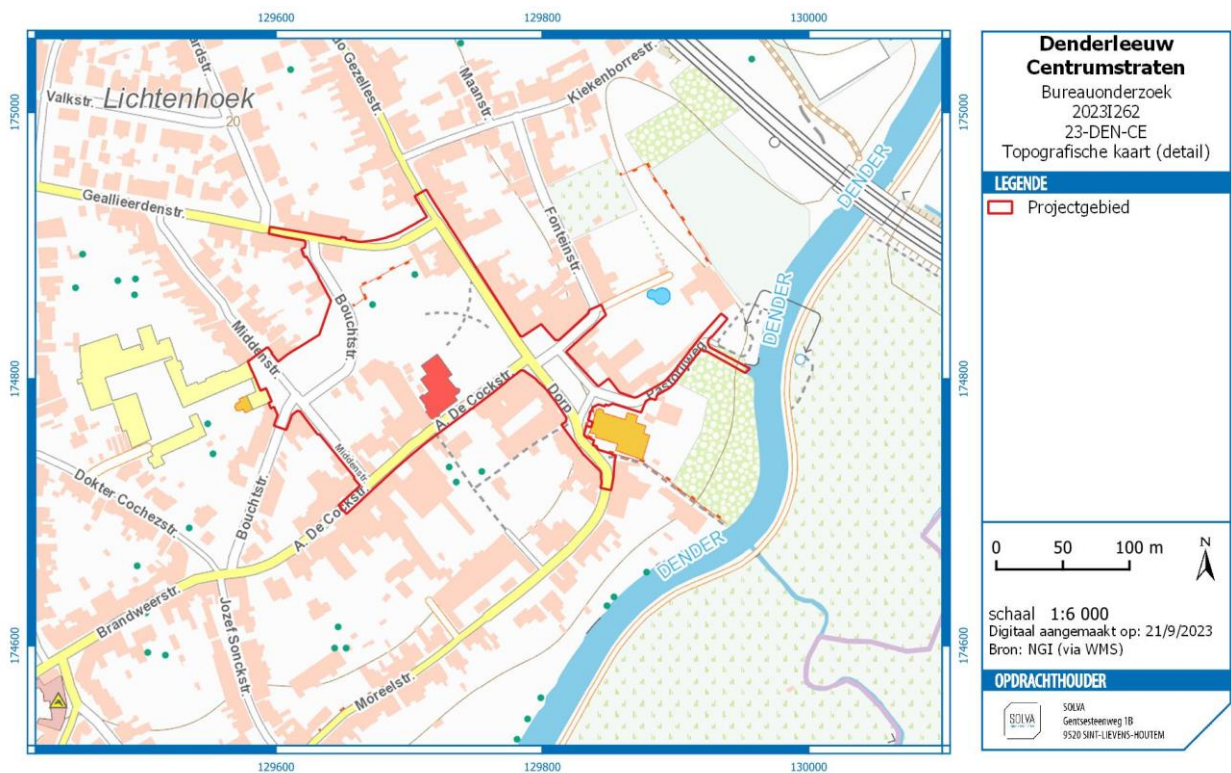 129600
129800
130000
175000
174800
174600
175000
174800
174600
129600
129800
130000
Valkstr.
Lichtenhoek
20
ardstr.
do Gezellestr.
Maanstr.
Kiekenborrestr.
Geallieerdenstr.
Fonteinstr.
Bouchtstr.
Middenstr.
DENDER
DENDER
Pastorijweg
A. De Cockstr.
Dorp
Middenstr.
Dokter Cochezstr.
Bouchtstr.
A. De Cockstr.
DENDER
Brandweerstr.
Jozef Sonckstr.
Moreelstr.
Denderleeuw
Centrumstraten
Bureauonderzoek
2023I262
23-DEN-CE
Topografische kaart (detail)
LEGENDE
Projectgebied
0 50 100 m
N
schaal 1:6 000
Digitaal aangemaakt op: 21/9/2023
Bron: NGI (via WMS)
OPDRACHTHOUDER
SOLVA
SOLVA
Gentsesteenweg 1B
9520 SINT-LIEVENS-HOUTEM